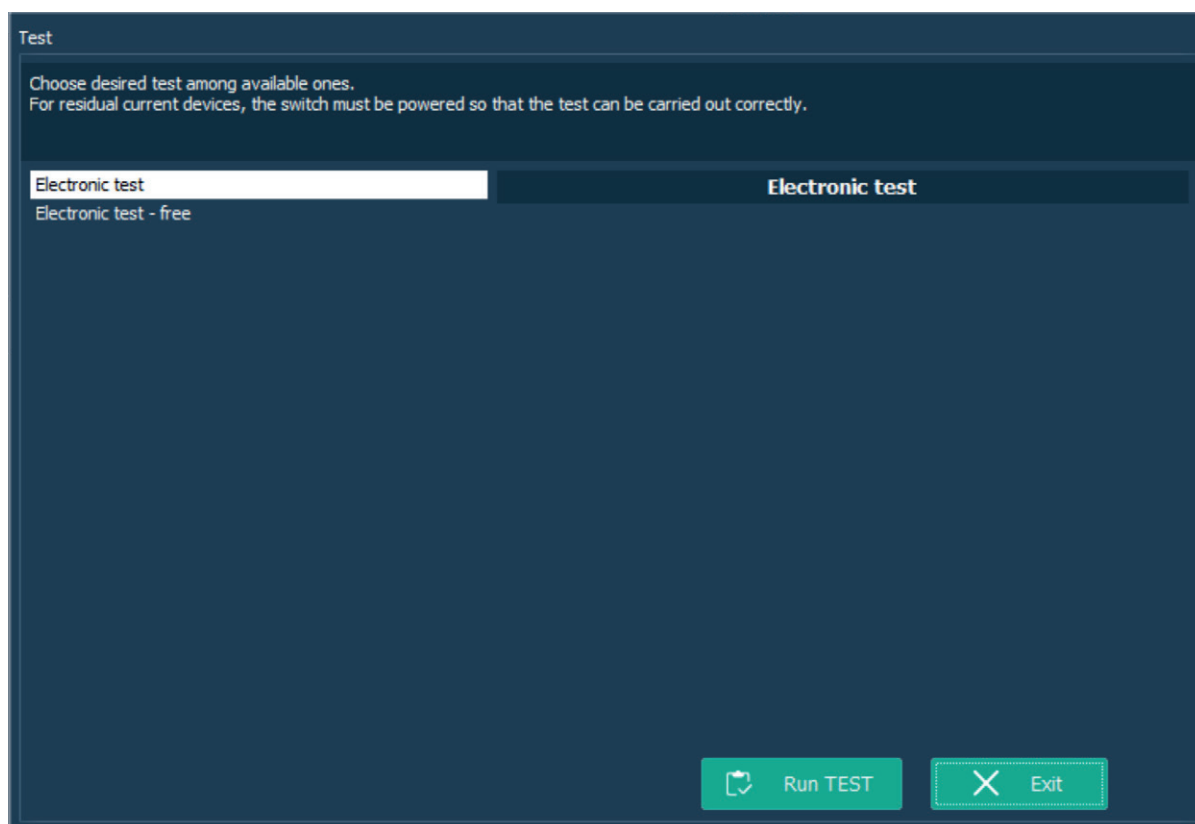 Test
Choose desired test among available ones.
For residual current devices, the switch must be powered so that the test can be carried out correctly.
Electronic test
Electronic test
Electronic test - free
Run TEST
Exit